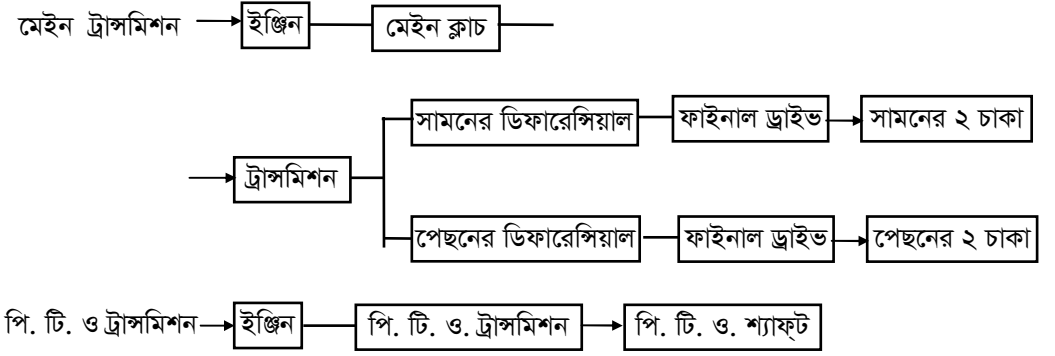 মেইন ট্রান্সমিশন ইঞ্জিন মেইন ক্লাচ
সামনের ডিফারেন্সিয়াল ফাইনাল ড্রাইভ সামনের ২ চাকা
ট্রান্সমিশন
পেছনের ডিফারেন্সিয়াল ফাইনাল ড্রাইভ পেছনের ২ চাকা
পি. টি. ও ট্রান্সমিশন ইঞ্জিন পি. টি. ও. ট্রান্সমিশন পি. টি. ও. শ্যাফ্‌ট